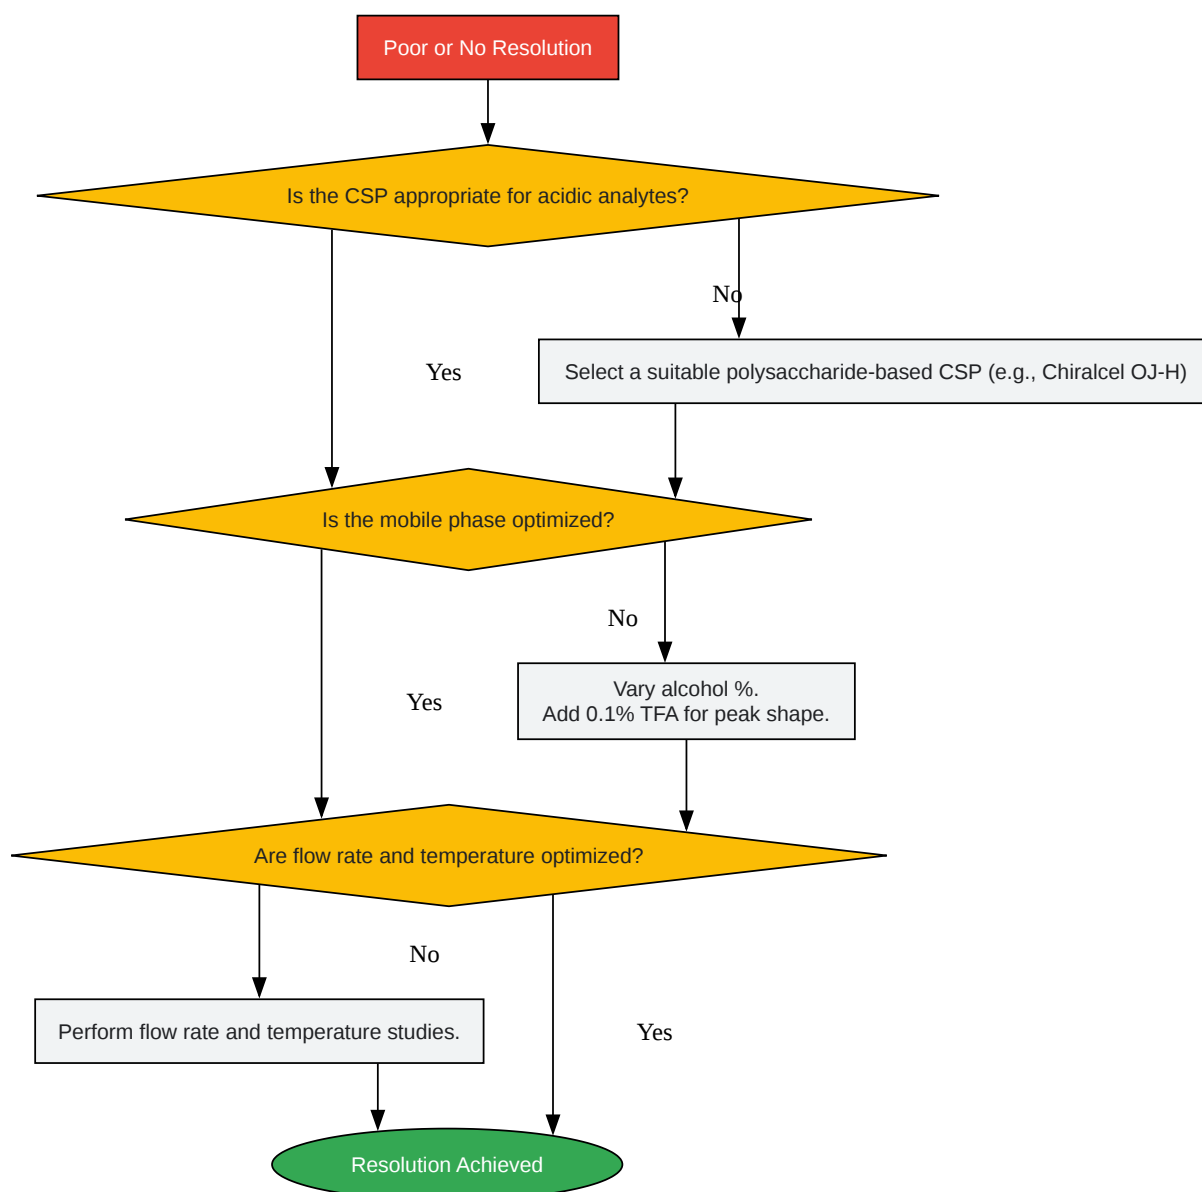 Poor or No Resolution
Is the CSP appropriate for acidic analytes?
No
Yes
Select a suitable polysaccharide-based CSP (e.g., Chiralcel OJ-H)
Is the mobile phase optimized?
No
Yes
Vary alcohol %.
Add 0.1% TFA for peak shape.
Are flow rate and temperature optimized?
No
Perform flow rate and temperature studies.
Yes
Resolution Achieved